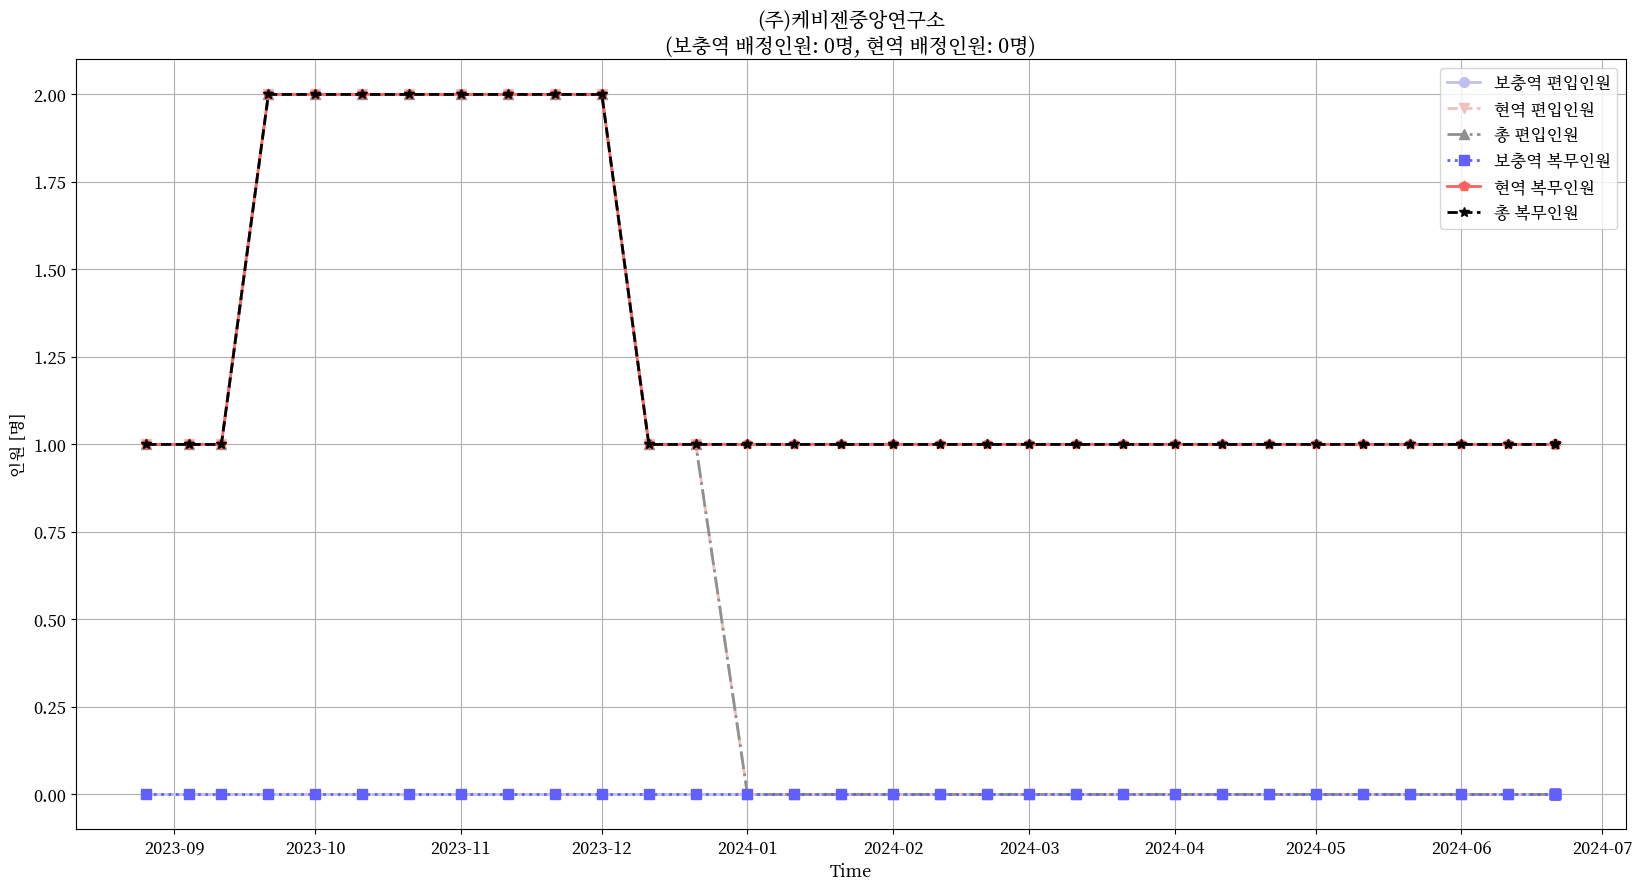 (주)케비젠중앙연구소
(보충역 배정인원: 0명, 현역 배정인원: 0명)
보충역 편입인원
현역 편입인원
총 편입인원
보충역 복무인원
현역 복무인원
총 복무인원
인원 [명]
2.00
1.75
1.50
1.25
1.00
0.75
0.50
0.25
0.00
2023-09
2023-10
2023-11
2023-12
2024-01
2024-02
2024-03
2024-04
2024-05
2024-06
2024-07
Time